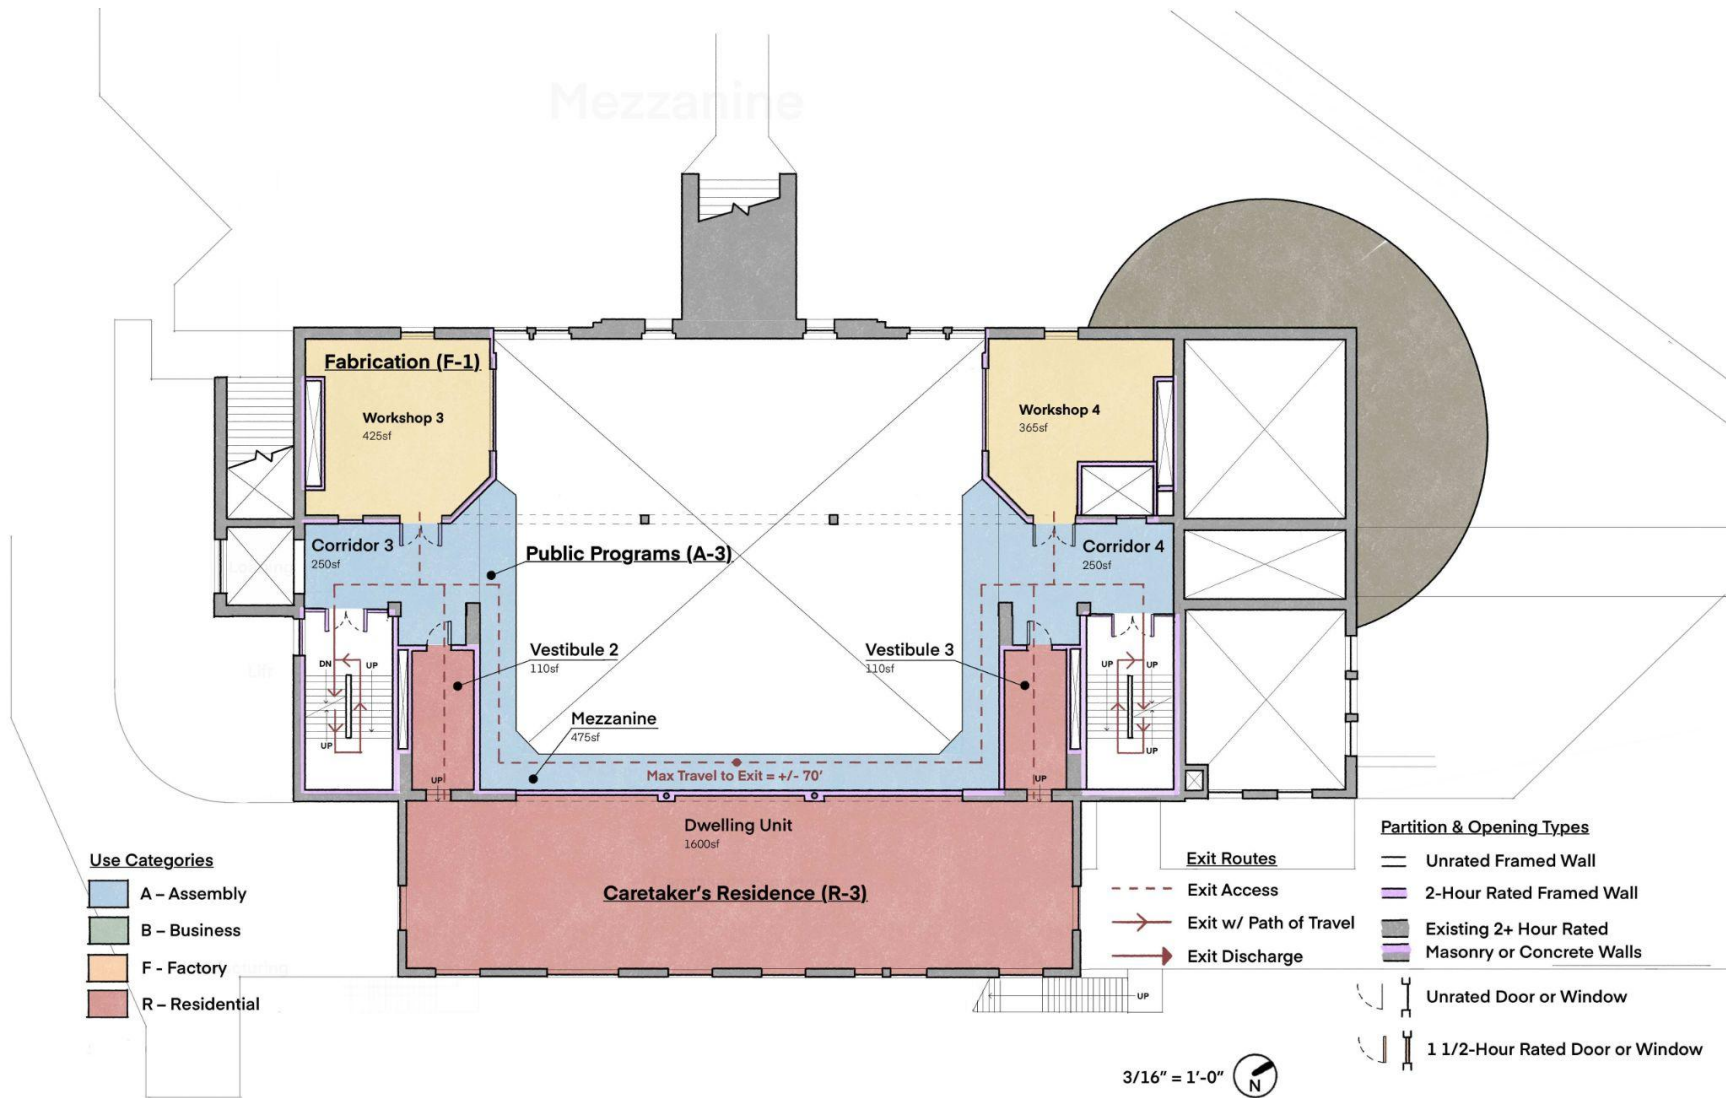 Mezzanine
Fabrication (F-1)
Workshop 3
425sf
Workshop 4
365sf
Corridor 3
250sf
Public Programs (A-3)
Corridor 4
250sf
Vestibule 2
110sf
Vestibule 3
110sf
DN
UP
UP
UP
UP
UP
Mezzanine
475sf
Max Travel to Exit = +/- 70'
UP
UP
Dwelling Unit
1600sf
Caretaker's Residence (R-3)
UP
Use Categories
A – Assembly
B – Business
F - Factory
R – Residential
Exit Routes
Exit Access
Exit w/ Path of Travel
Exit Discharge
Partition & Opening Types
Unrated Framed Wall
2-Hour Rated Framed Wall
Existing 2+ Hour Rated
Masonry or Concrete Walls
Unrated Door or Window
1 1/2-Hour Rated Door or Window
3/16" = 1'-0"
N